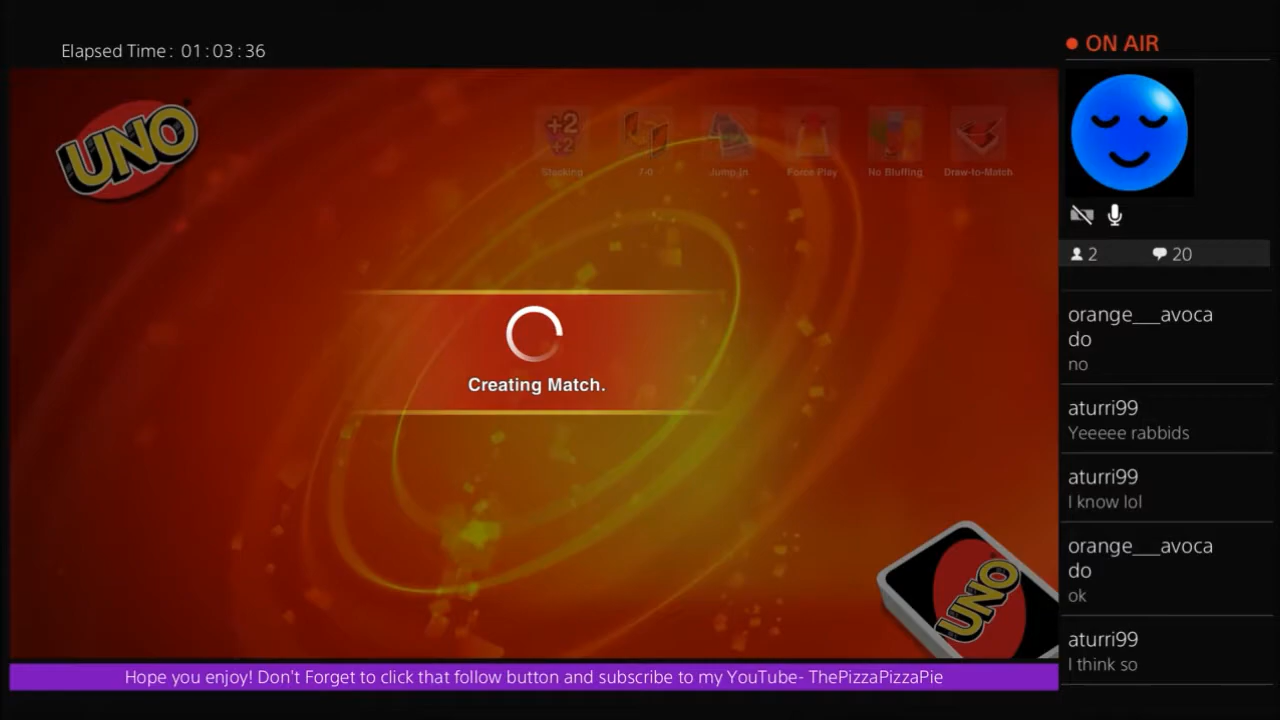 Elapsed Time: 01:03:36
ON AIR
UNO
+2
+2
Stacking
7-0
Jump-In
Force Play
No Bluffing
Draw-to-Match
2
20
Creating Match.
orange___avoca
do
no
aturri99
Yeeeee rabbids
aturri99
I know lol
orange___avoca
do
ok
aturri99
I think so
UNO
Hope you enjoy! Don't Forget to click that follow button and subscribe to my YouTube- ThePizzaPizzaPie